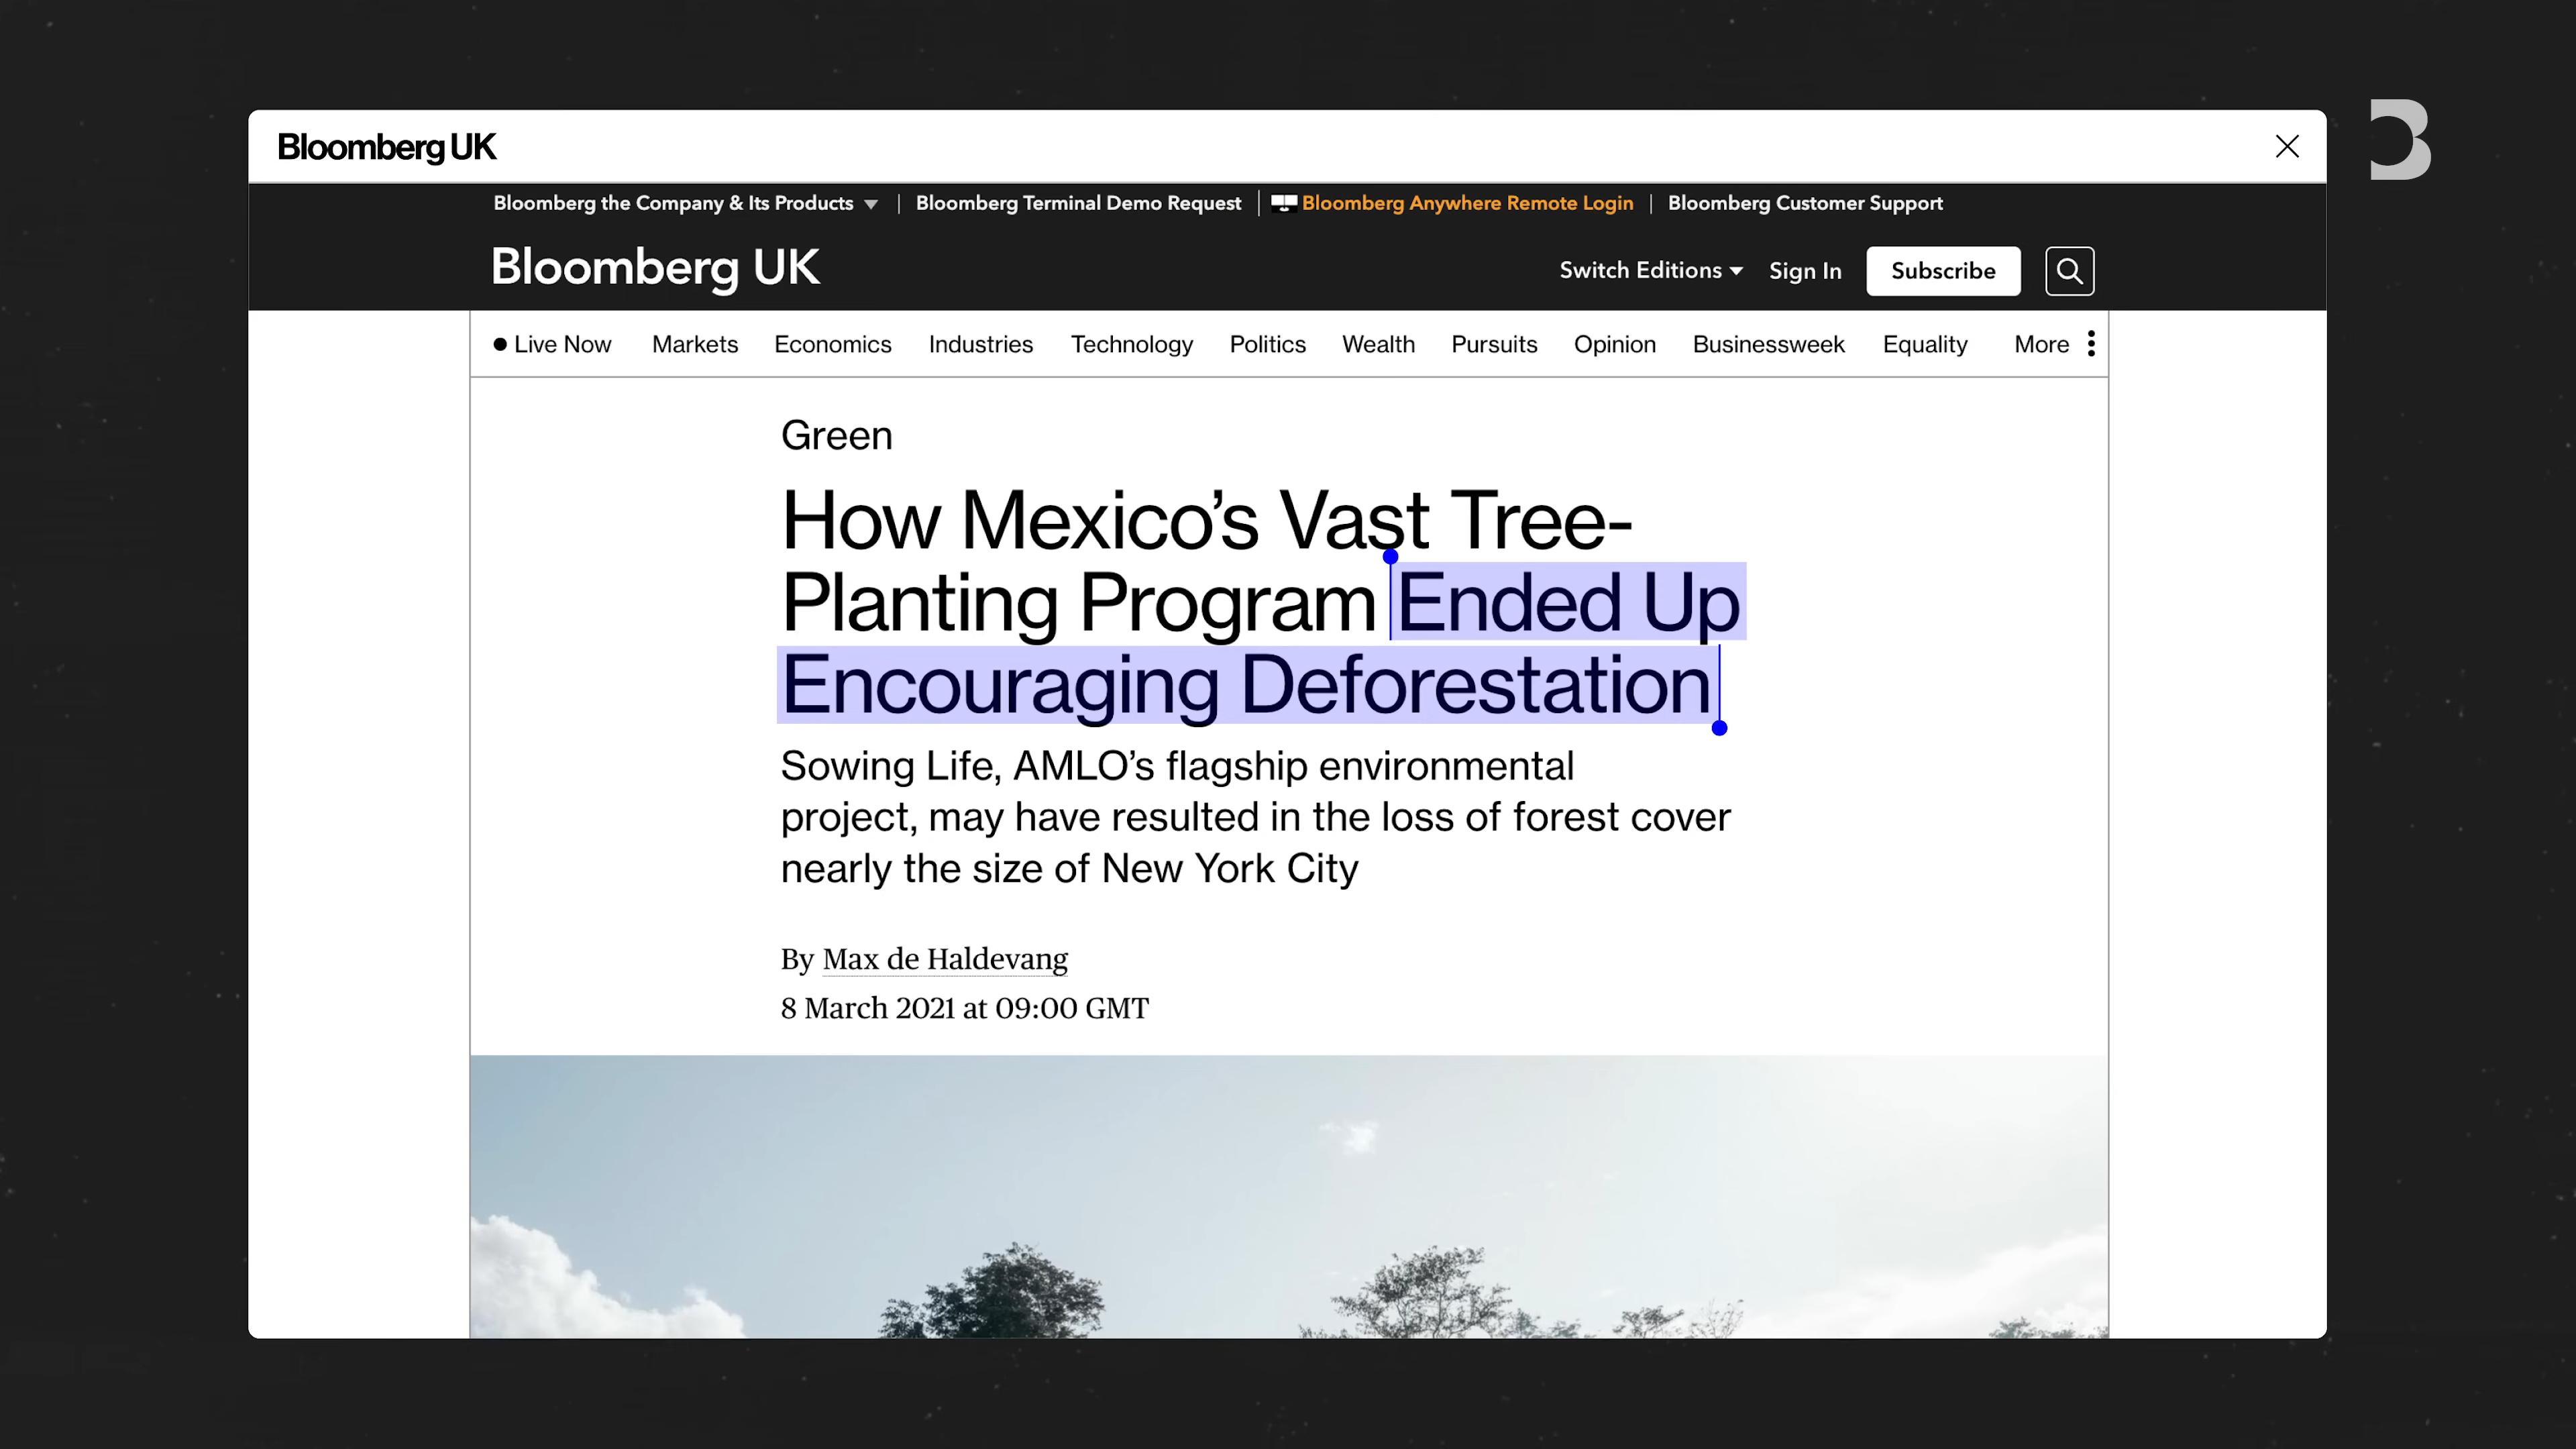 Bloomberg UK
Bloomberg the Company & Its Products
Bloomberg Terminal Demo Request
Bloomberg Anywhere Remote Login
Bloomberg Customer Support
Bloomberg UK
Switch Editions
Sign In
Subscribe
Live Now Markets Economics Industries Technology Politics Wealth Pursuits Opinion Businessweek Equality More
Green
How Mexico’s Vast Tree-
Planting Program Ended Up
Encouraging Deforestation
Sowing Life, AMLO’s flagship environmental
project, may have resulted in the loss of forest cover
nearly the size of New York City
By Max de Haldevang
8 March 2021 at 09:00 GMT